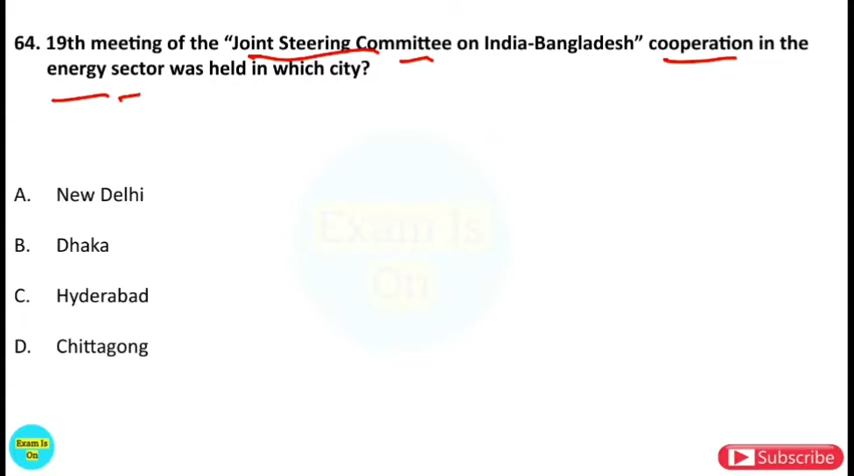 64. 19th meeting of the “Joint Steering Committee on India-Bangladesh” cooperation in the
energy sector was held in which city?
A. New Delhi
B. Dhaka
C. Hyderabad
D. Chittagong
Exam Is
On
Exam Is
On
Subscribe